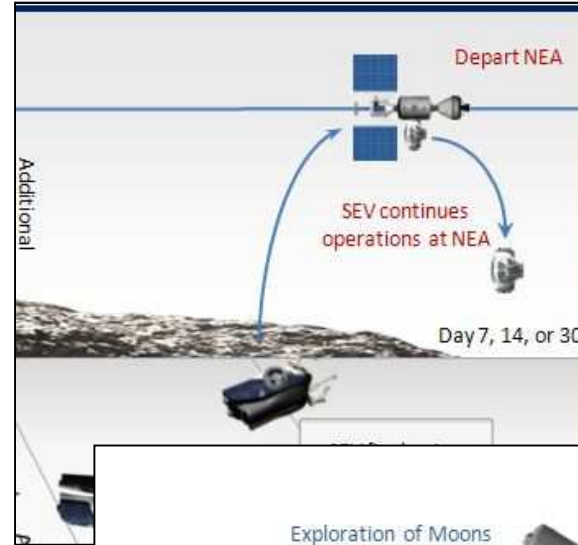 Depart NEA
Additional
SEV continues
operations at NEA
Day 7, 14, or 30
Exploration of Moons